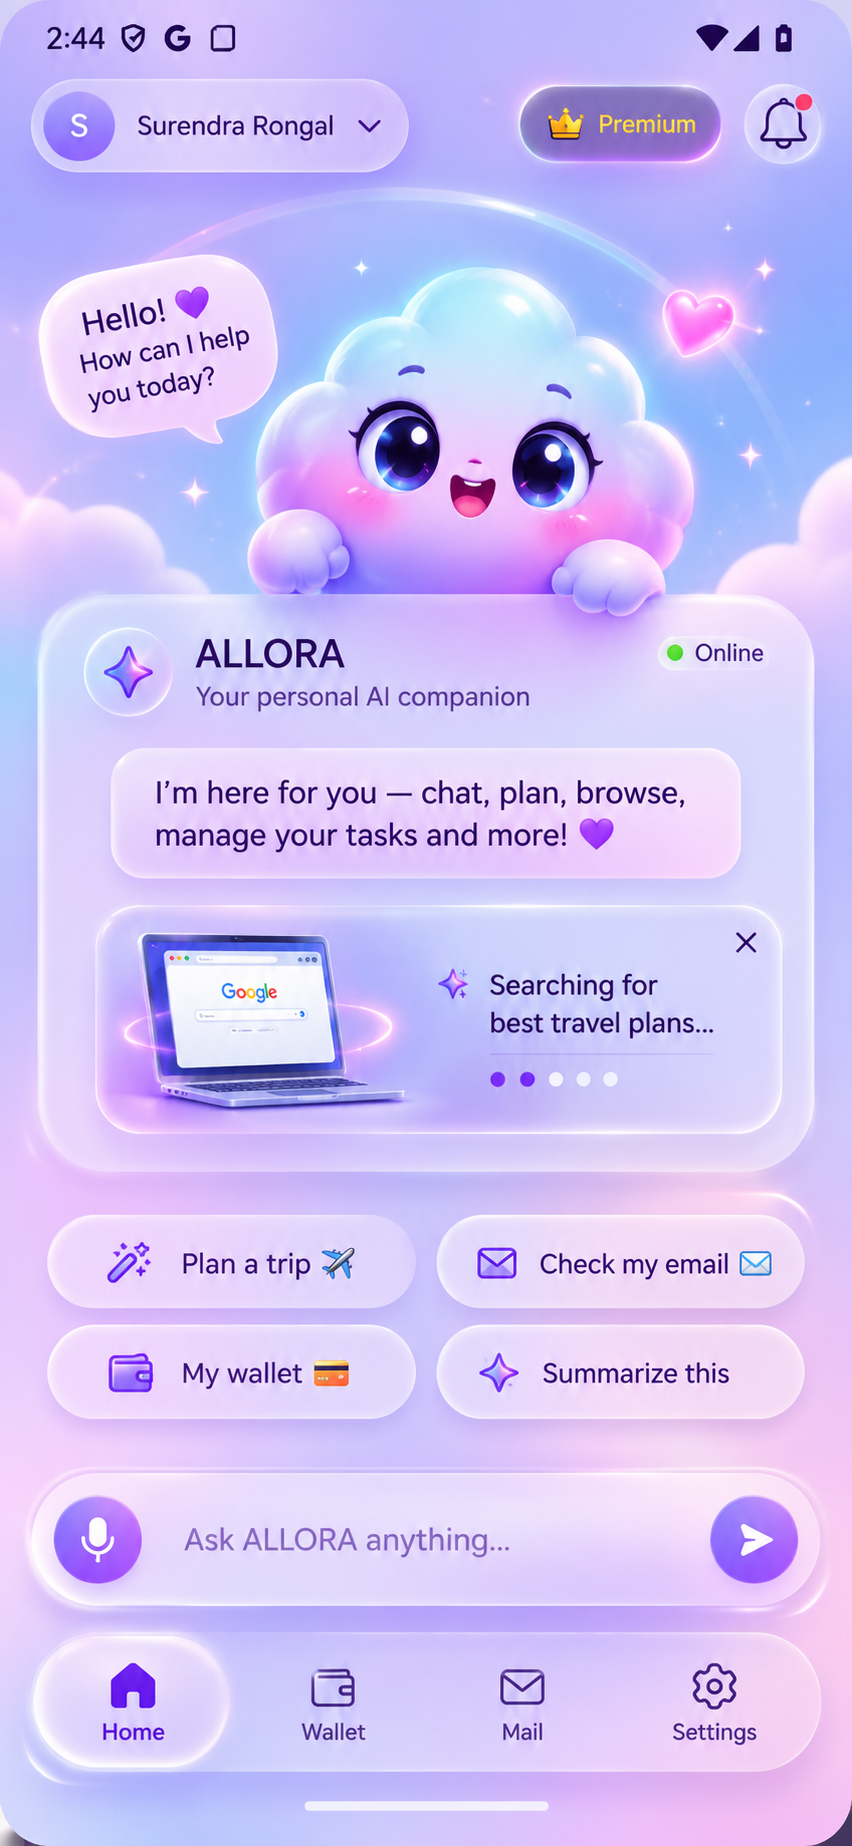 2:44
S
Surendra Rongal
Premium
Hello! 💜
How can I help
you today?
ALLORA
Your personal AI companion
Online
I’m here for you — chat, plan, browse,
manage your tasks and more! 💜
Google
Searching for
best travel plans...
Plan a trip ✈️
Check my email ✉️
My wallet 💳
Summarize this
Ask ALLORA anything...
Home
Wallet
Mail
Settings